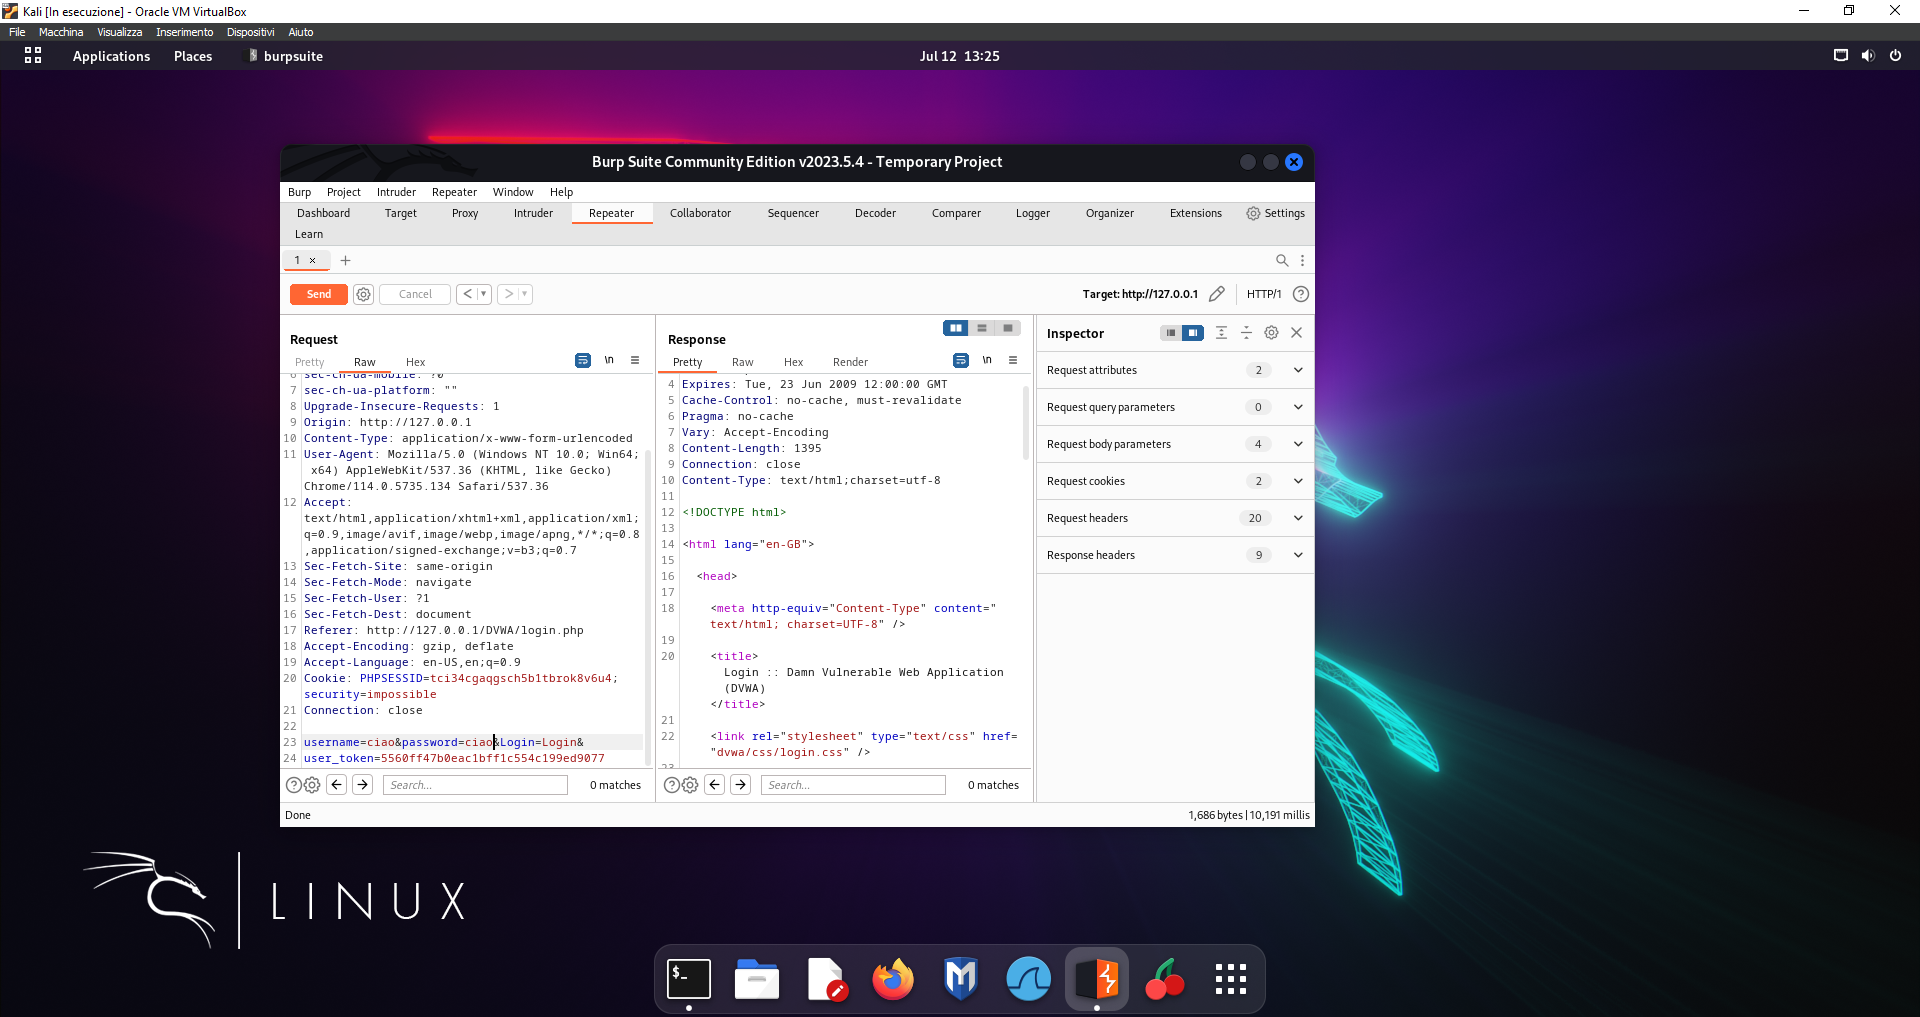 Kali [In esecuzione] - Oracle VM VirtualBox
File Macchina Visualizza Inserimento Dispositivi Aiuto
Applications Places burpsuite Jul 12 13:25
Burp Suite Community Edition v2023.5.4 - Temporary Project
Burp Project Intruder Repeater Window Help
Dashboard Target Proxy Intruder Repeater Collaborator Sequencer Decoder Comparer Logger Organizer Extensions Settings
Learn
1 × +
Send Cancel < > Target: http://127.0.0.1 HTTP/1 ?
Request
Pretty Raw Hex \n
6 sec-ch-ua-mobile: ?0
7 sec-ch-ua-platform: ""
8 Upgrade-Insecure-Requests: 1
9 Origin: http://127.0.0.1
10 Content-Type: application/x-www-form-urlencoded
11 User-Agent: Mozilla/5.0 (Windows NT 10.0; Win64;
x64) AppleWebKit/537.36 (KHTML, like Gecko)
Chrome/114.0.5735.134 Safari/537.36
12 Accept:
text/html,application/xhtml+xml,application/xml;
q=0.9,image/avif,image/webp,image/apng,*/*;q=0.8
,application/signed-exchange;v=b3;q=0.7
13 Sec-Fetch-Site: same-origin
14 Sec-Fetch-Mode: navigate
15 Sec-Fetch-User: ?1
16 Sec-Fetch-Dest: document
17 Referer: http://127.0.0.1/DVWA/login.php
18 Accept-Encoding: gzip, deflate
19 Accept-Language: en-US,en;q=0.9
20 Cookie: PHPSESSID=tci34cgaqgsch5b1tbrok8v6u4;
security=impossible
21 Connection: close
22
23 username=ciao&password=ciao&Login=Login&
24 user_token=5560ff47b0eac1bff1c554c199ed9077
Search... 0 matches
Response
Pretty Raw Hex Render \n
4 Expires: Tue, 23 Jun 2009 12:00:00 GMT
5 Cache-Control: no-cache, must-revalidate
6 Pragma: no-cache
7 Vary: Accept-Encoding
8 Content-Length: 1395
9 Connection: close
10 Content-Type: text/html;charset=utf-8
11
12 <!DOCTYPE html>
13
14 <html lang="en-GB">
15
16 <head>
17
18 <meta http-equiv="Content-Type" content="
text/html; charset=UTF-8" />
19
20 <title>
Login :: Damn Vulnerable Web Application
(DVWA)
</title>
21
22 <link rel="stylesheet" type="text/css" href=
"dvwa/css/login.css" />
23
Search... 0 matches
Inspector
Request attributes 2
Request query parameters 0
Request body parameters 4
Request cookies 2
Request headers 20
Response headers 9
Done 1,686 bytes | 10,191 millis
LINUX
$_